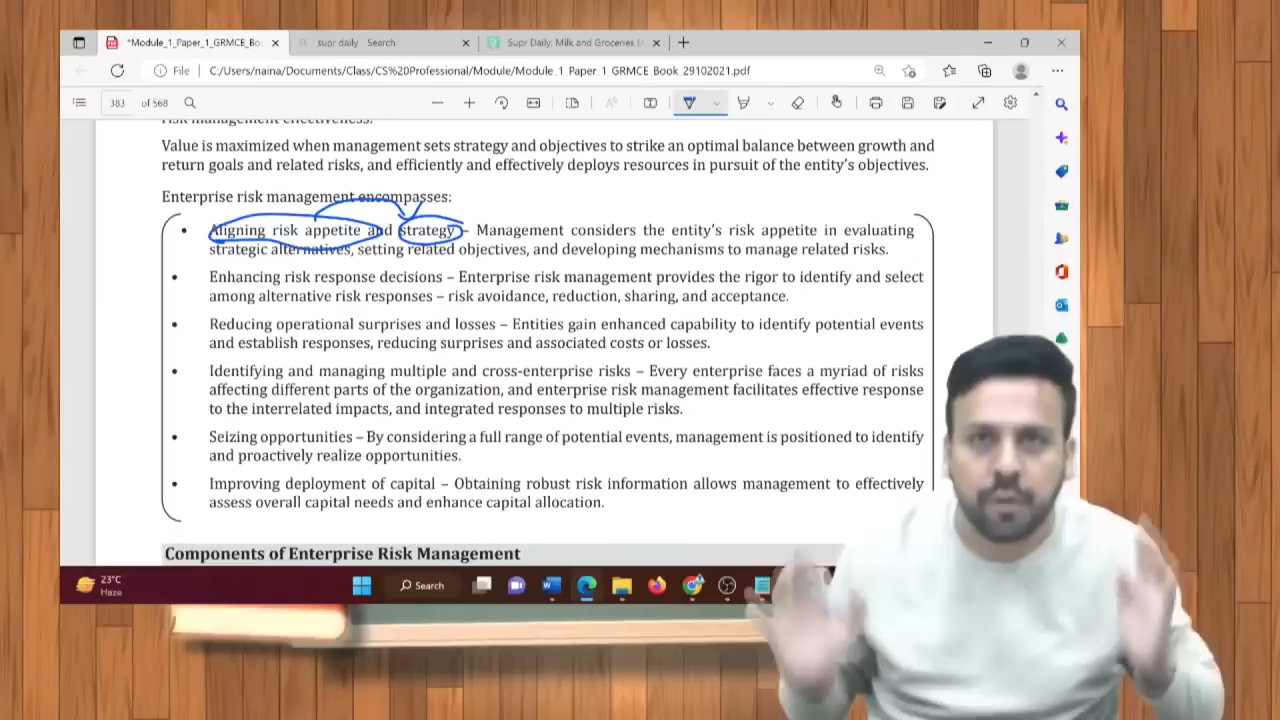 *Module_1_Paper_1_GRMCE_Bo
supr daily Search
Supr Daily: Milk and Groceries
File C:/Users/naina/Documents/Class/CS%20Professional/Module/Module_1_Paper_1_GRMCE_Book_29102021.pdf
383 of 568
risk management effectiveness.
Value is maximized when management sets strategy and objectives to strike an optimal balance between growth and
return goals and related risks, and efficiently and effectively deploys resources in pursuit of the entity's objectives.
Enterprise risk management encompasses:
• Aligning risk appetite and strategy – Management considers the entity's risk appetite in evaluating
strategic alternatives, setting related objectives, and developing mechanisms to manage related risks.
• Enhancing risk response decisions – Enterprise risk management provides the rigor to identify and select
among alternative risk responses – risk avoidance, reduction, sharing, and acceptance.
• Reducing operational surprises and losses – Entities gain enhanced capability to identify potential events
and establish responses, reducing surprises and associated costs or losses.
• Identifying and managing multiple and cross-enterprise risks – Every enterprise faces a myriad of risks
affecting different parts of the organization, and enterprise risk management facilitates effective response
to the interrelated impacts, and integrated responses to multiple risks.
• Seizing opportunities – By considering a full range of potential events, management is positioned to identify
and proactively realize opportunities.
• Improving deployment of capital – Obtaining robust risk information allows management to effectively
assess overall capital needs and enhance capital allocation.
Components of Enterprise Risk Management
23°C
Haze
Search